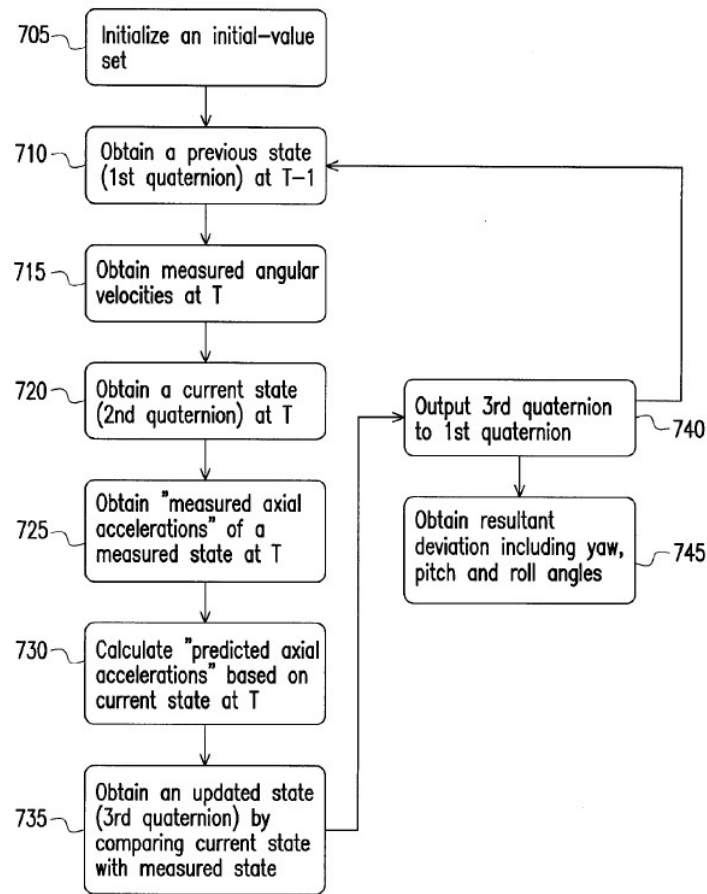 705
Initialize an initial-value
set
710
Obtain a previous state
(1st quaternion) at T-1
715
Obtain measured angular
velocities at T
720
Obtain a current state
(2nd quaternion) at T
725
Obtain "measured axial
accelerations" of a
measured state at T
730
Calculate "predicted axial
accelerations" based on
current state at T
735
Obtain an updated state
(3rd quaternion) by
comparing current state
with measured state
Output 3rd quaternion
to 1st quaternion
740
Obtain resultant
deviation including yaw,
pitch and roll angles
745